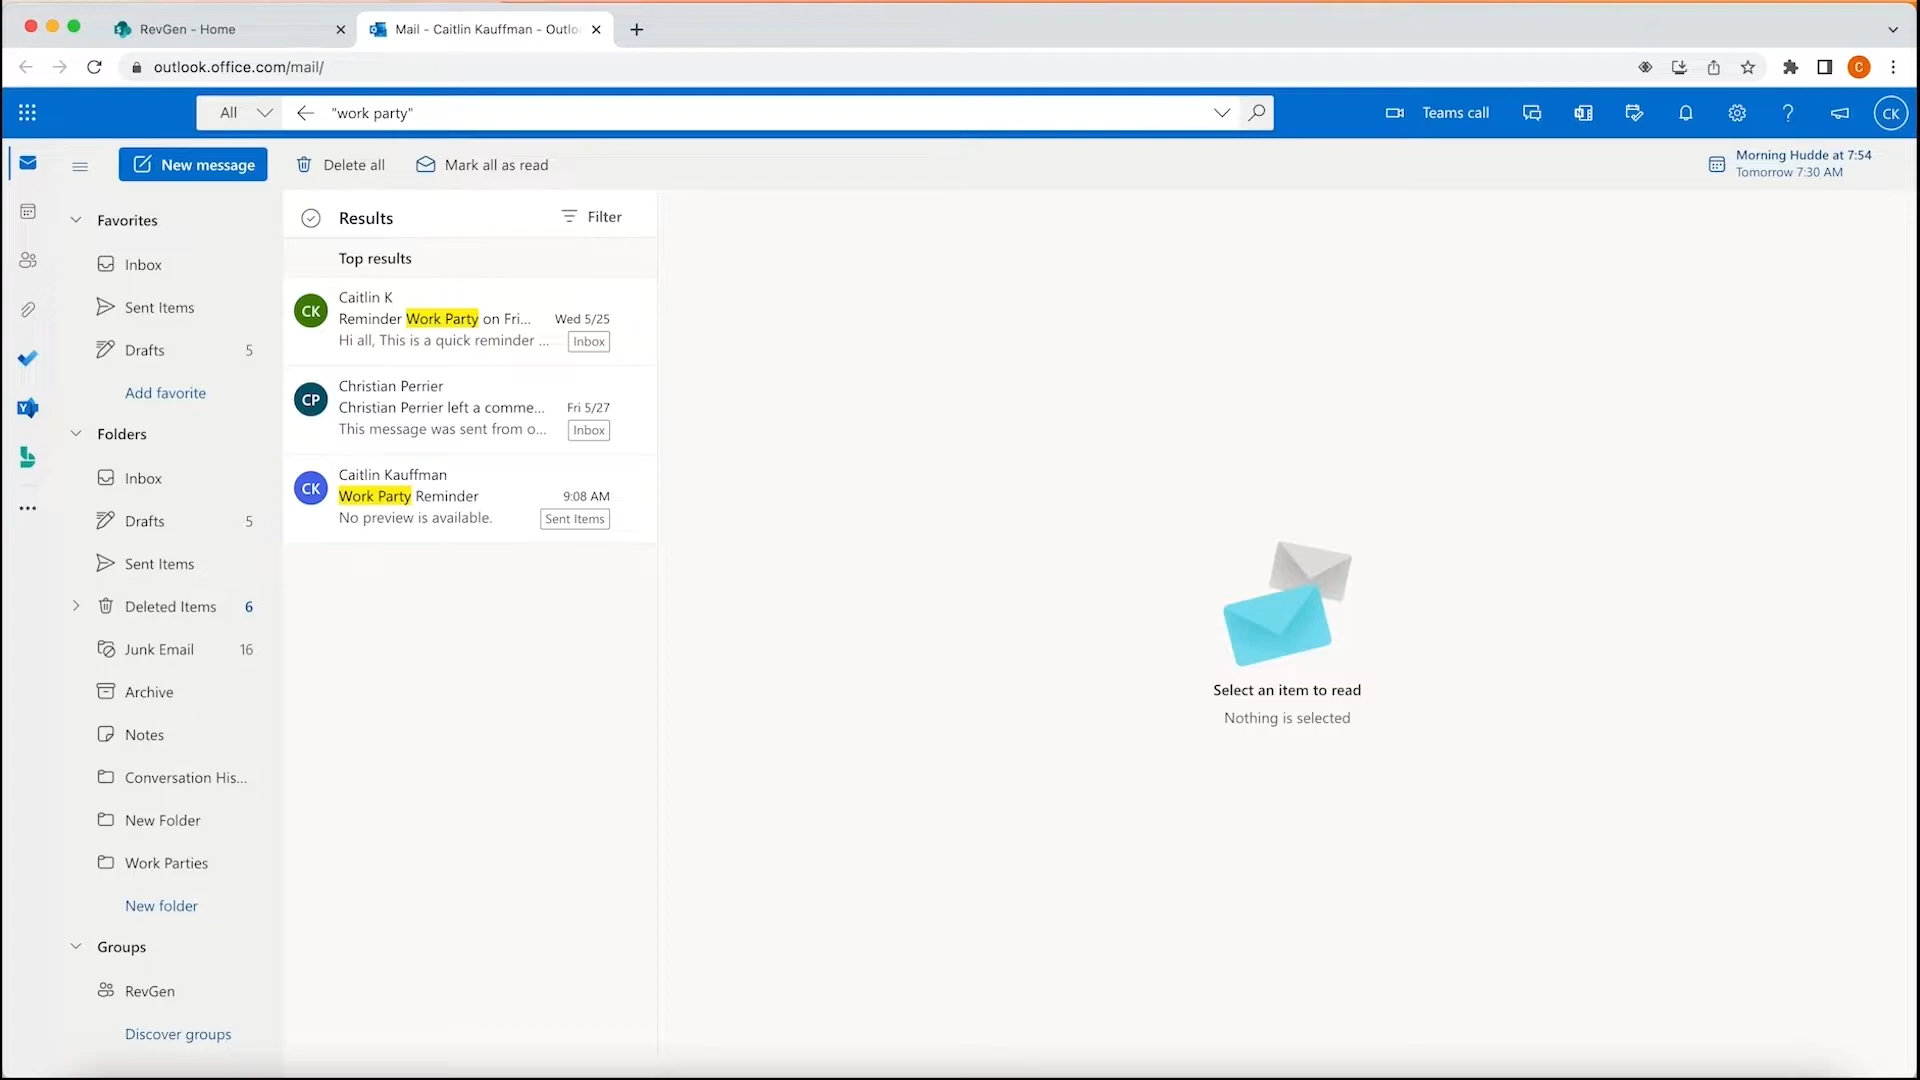 RevGen - Home
Mail - Caitlin Kauffman - Outlo
outlook.office.com/mail/
C
All
"work party"
Teams call
CK
New message
Delete all
Mark all as read
Morning Hudde at 7:54
Tomorrow 7:30 AM
Favorites
Inbox
Sent Items
Drafts 5
Add favorite
Folders
Inbox
Drafts 5
Sent Items
Deleted Items 6
Junk Email 16
Archive
Notes
Conversation His...
New Folder
Work Parties
New folder
Groups
RevGen
Discover groups
Results
Filter
Top results
CK
Caitlin K
Reminder Work Party on Fri... Wed 5/25
Hi all, This is a quick reminder ... Inbox
CP
Christian Perrier
Christian Perrier left a comme... Fri 5/27
This message was sent from o... Inbox
CK
Caitlin Kauffman
Work Party Reminder 9:08 AM
No preview is available. Sent Items
Select an item to read
Nothing is selected